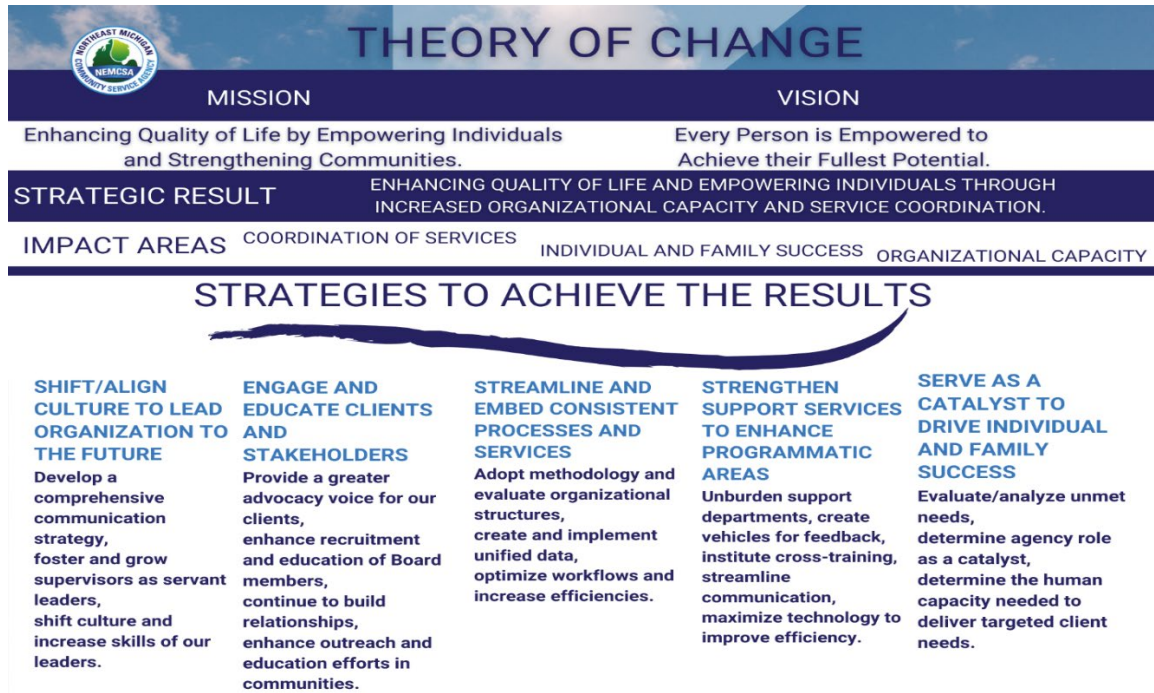 NORTHEAST MICHIGAN
COMMUNITY SERVICE AGENCY
NEMCSA
THEORY OF CHANGE
MISSION
VISION
Enhancing Quality of Life by Empowering Individuals
and Strengthening Communities.
Every Person is Empowered to
Achieve their Fullest Potential.
STRATEGIC RESULT
ENHANCING QUALITY OF LIFE AND EMPOWERING INDIVIDUALS THROUGH
INCREASED ORGANIZATIONAL CAPACITY AND SERVICE COORDINATION.
IMPACT AREAS
COORDINATION OF SERVICES
INDIVIDUAL AND FAMILY SUCCESS
ORGANIZATIONAL CAPACITY
STRATEGIES TO ACHIEVE THE RESULTS
SHIFT/ALIGN
CULTURE TO LEAD
ORGANIZATION TO
THE FUTURE
Develop a
comprehensive
communication
strategy,
foster and grow
supervisors as servant
leaders,
shift culture and
increase skills of our
leaders.
ENGAGE AND
EDUCATE CLIENTS
AND
STAKEHOLDERS
Provide a greater
advocacy voice for our
clients,
enhance recruitment
and education of Board
members,
continue to build
relationships,
enhance outreach and
education efforts in
communities.
STREAMLINE AND
EMBED CONSISTENT
PROCESSES AND
SERVICES
Adopt methodology and
evaluate organizational
structures,
create and implement
unified data,
optimize workflows and
increase efficiencies.
STRENGTHEN
SUPPORT SERVICES
TO ENHANCE
PROGRAMMATIC
AREAS
Unburden support
departments, create
vehicles for feedback,
institute cross-training,
streamline
communication,
maximize technology to
improve efficiency.
SERVE AS A
CATALYST TO
DRIVE INDIVIDUAL
AND FAMILY
SUCCESS
Evaluate/analyze unmet
needs,
determine agency role
as a catalyst,
determine the human
capacity needed to
deliver targeted client
needs.